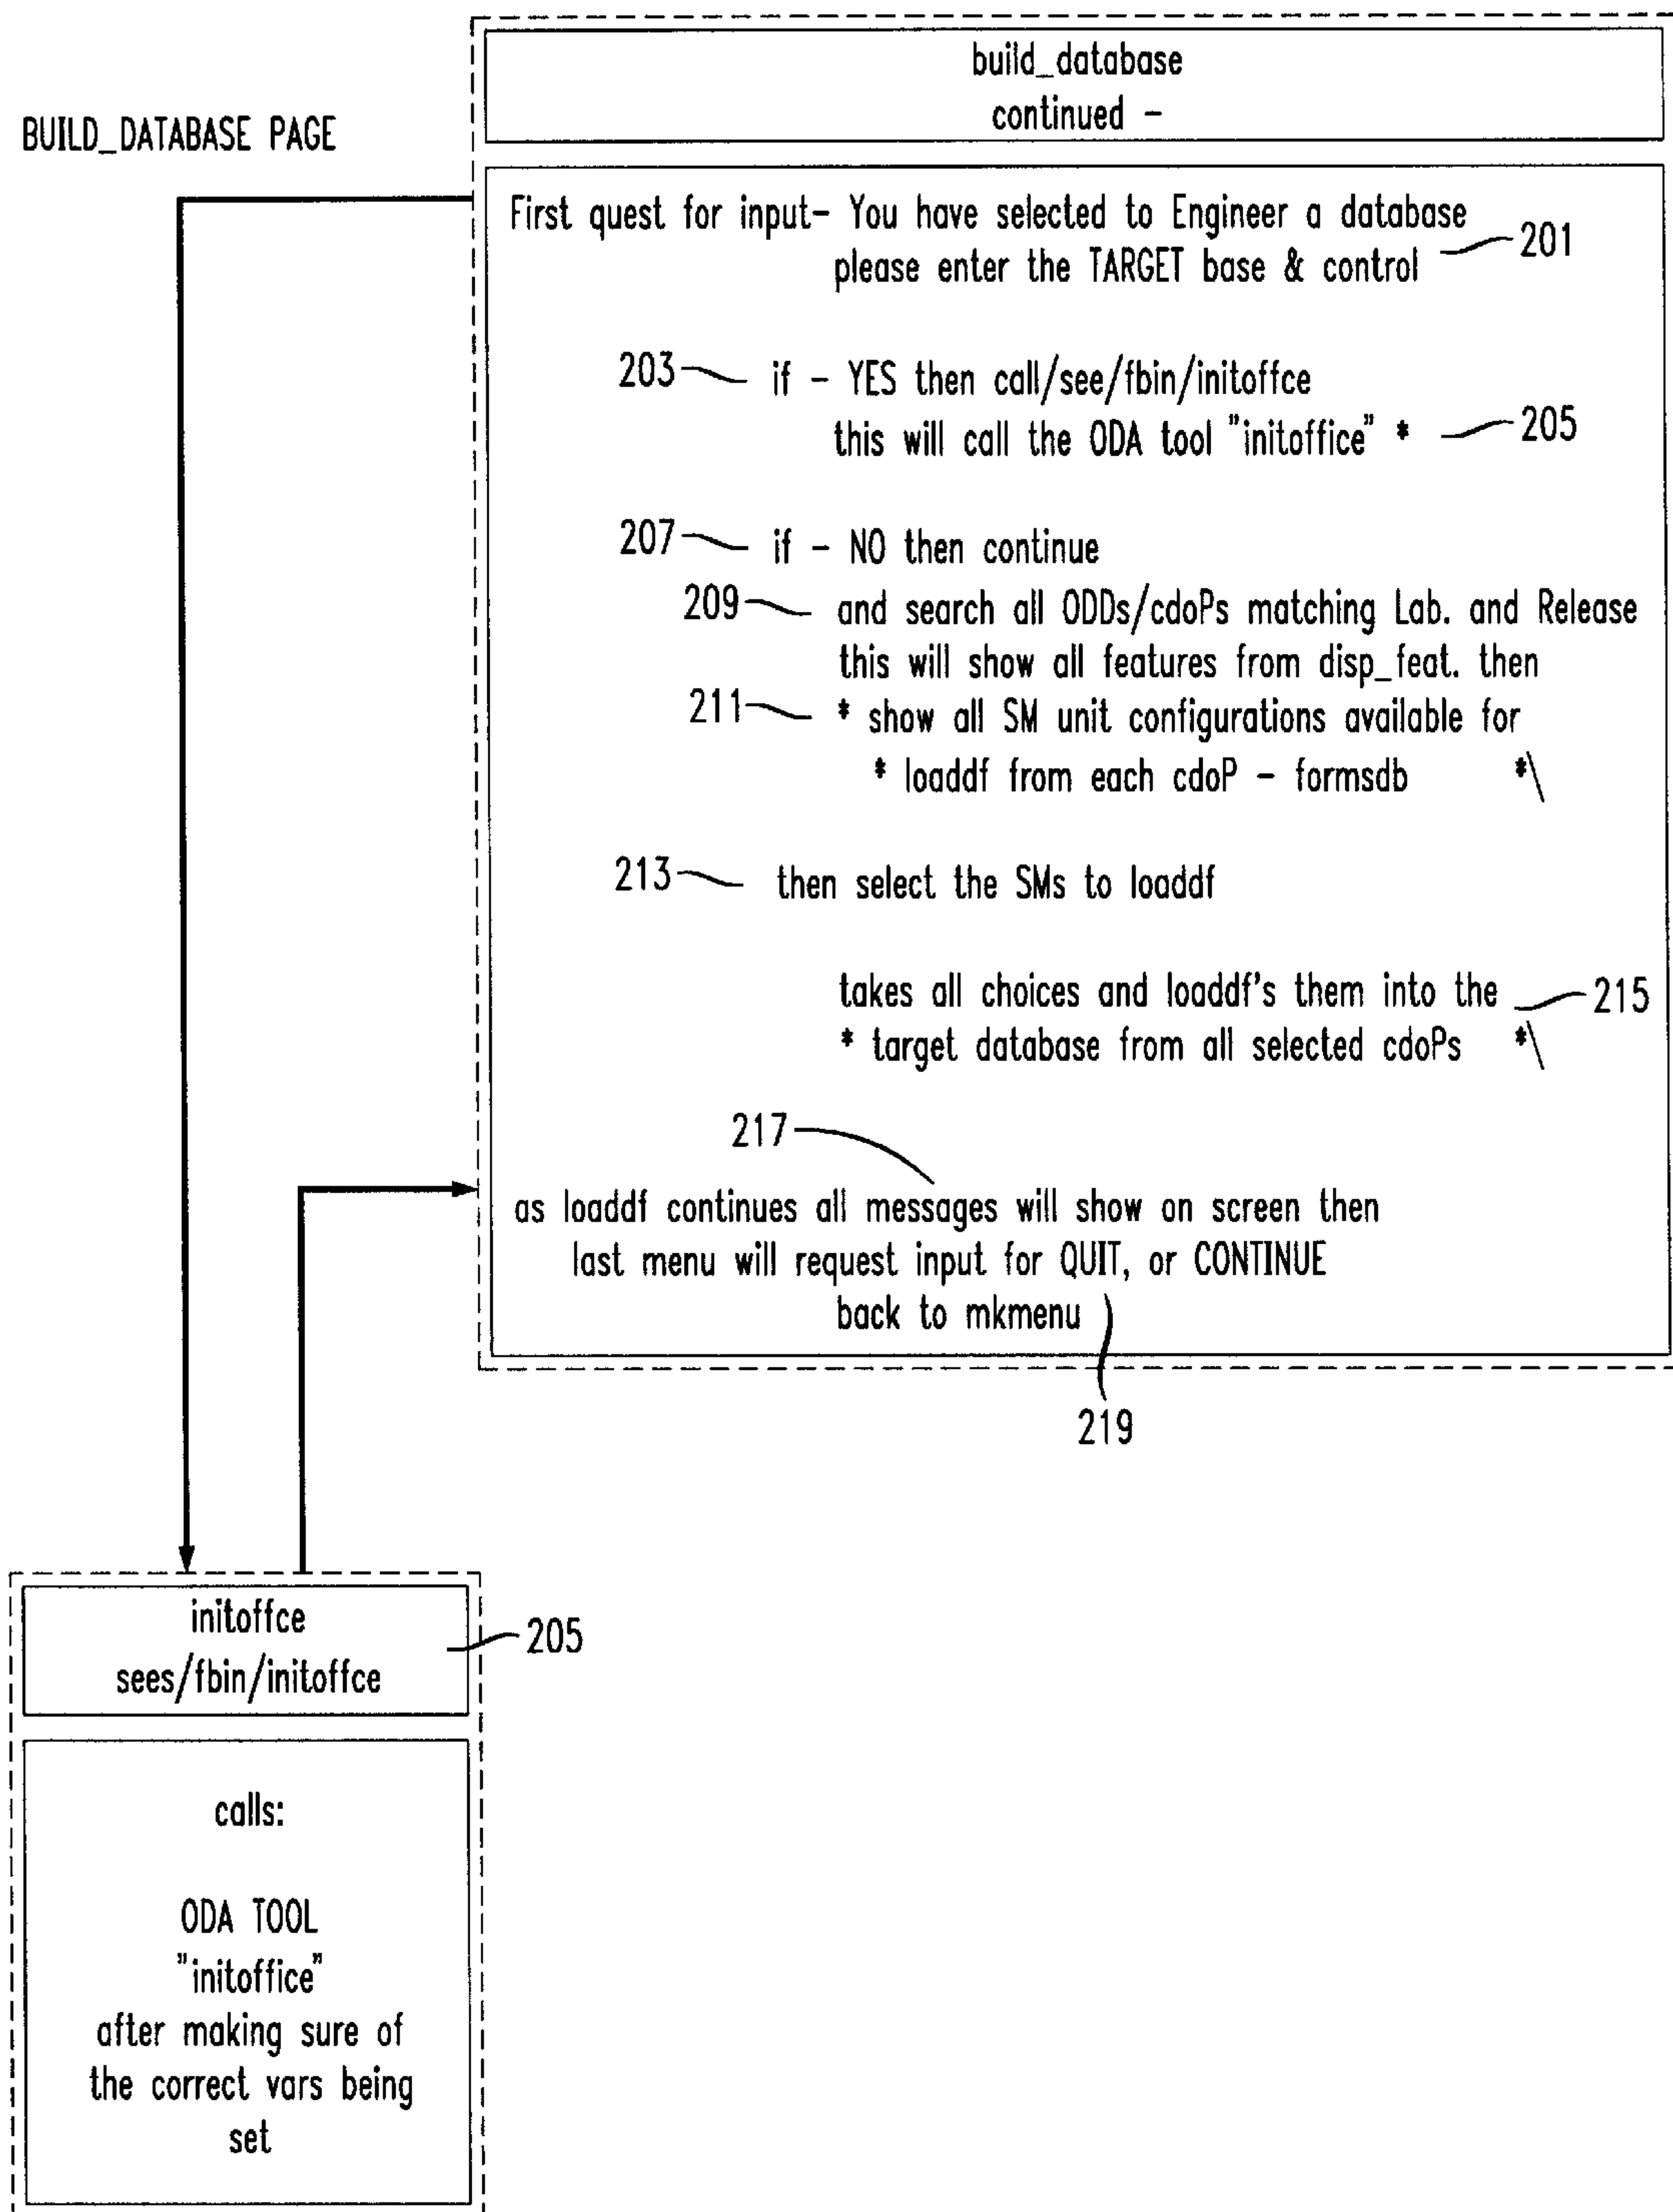 build_database
continued -
BUILD_DATABASE PAGE
First quest for input- You have selected to Engineer a database
please enter the TARGET base & control
201
203
if - YES then call/see/fbin/initoffce
this will call the ODA tool "initoffice" *
205
207
if - NO then continue
209
and search all ODDs/cdoPs matching Lab. and Release
this will show all features from disp_feat. then
211
* show all SM unit configurations available for
* loaddf from each cdoP - formsdb *\
213
then select the SMs to loaddf
takes all choices and loaddf's them into the
215
* target database from all selected cdoPs *\
217
as loaddf continues all messages will show on screen then
last menu will request input for QUIT, or CONTINUE
back to mkmenu
219
initoffce
sees/fbin/initoffce
205
calls:
ODA TOOL
"initoffice"
after making sure of
the correct vars being
set